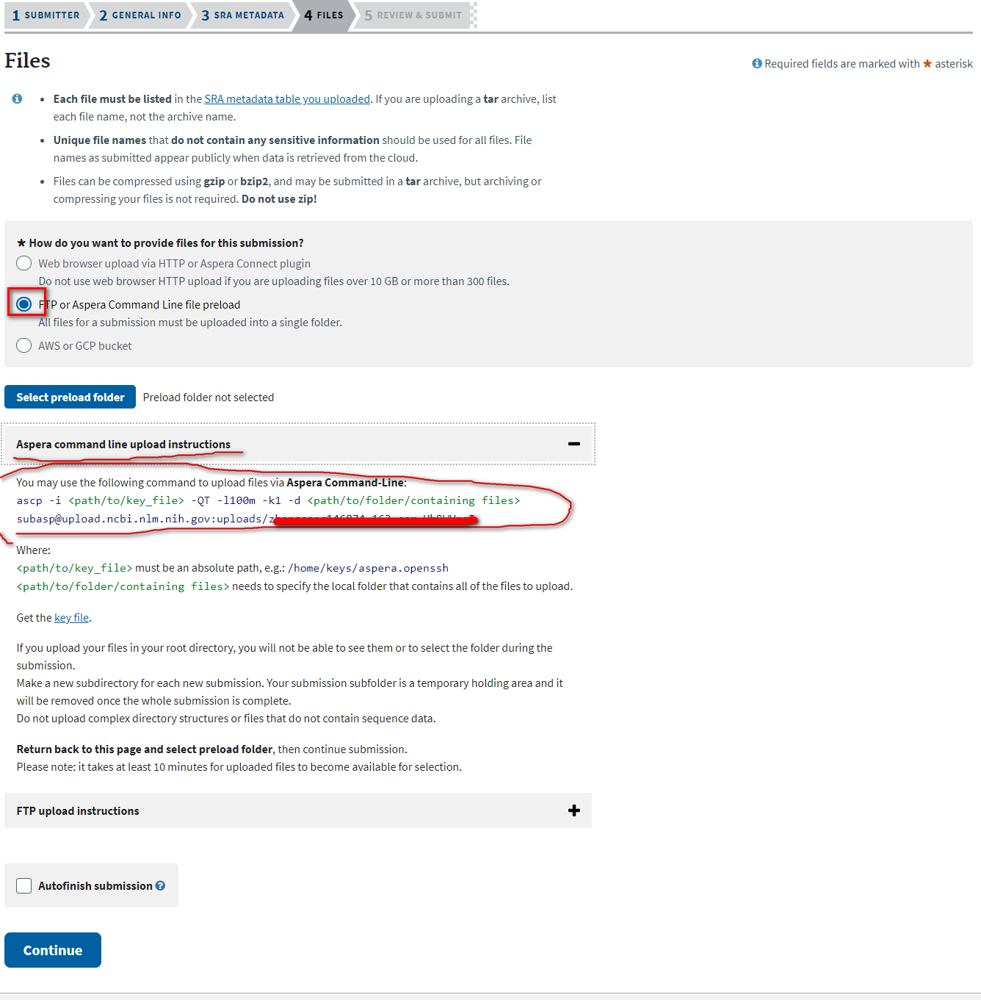 1 SUBMITTER 2 GENERAL INFO 3 SRA METADATA 4 FILES 5 REVIEW & SUBMIT
Files
Required fields are marked with * asterisk
• Each file must be listed in the SRA metadata table you uploaded. If you are uploading a tar archive, list
each file name, not the archive name.
• Unique file names that do not contain any sensitive information should be used for all files. File
names as submitted appear publicly when data is retrieved from the cloud.
• Files can be compressed using gzip or bzip2, and may be submitted in a tar archive, but archiving or
compressing your files is not required. Do not use zip!
* How do you want to provide files for this submission?
Web browser upload via HTTP or Aspera Connect plugin
Do not use web browser HTTP upload if you are uploading files over 10 GB or more than 300 files.
FTP or Aspera Command Line file preload
All files for a submission must be uploaded into a single folder.
AWS or GCP bucket
Select preload folder Preload folder not selected
Aspera command line upload instructions
You may use the following command to upload files via Aspera Command-Line:
ascp -i <path/to/key_file> -QT -l100m -k1 -d <path/to/folder/containing files>
subasp@upload.ncbi.nlm.nih.gov:uploads/
Where:
<path/to/key_file> must be an absolute path, e.g.: /home/keys/aspera.openssh
<path/to/folder/containing files> needs to specify the local folder that contains all of the files to upload.
Get the key file.
If you upload your files in your root directory, you will not be able to see them or to select the folder during the
submission.
Make a new subdirectory for each new submission. Your submission subfolder is a temporary holding area and it
will be removed once the whole submission is complete.
Do not upload complex directory structures or files that do not contain sequence data.
Return back to this page and select preload folder, then continue submission.
Please note: it takes at least 10 minutes for uploaded files to become available for selection.
FTP upload instructions
Autofinish submission
Continue